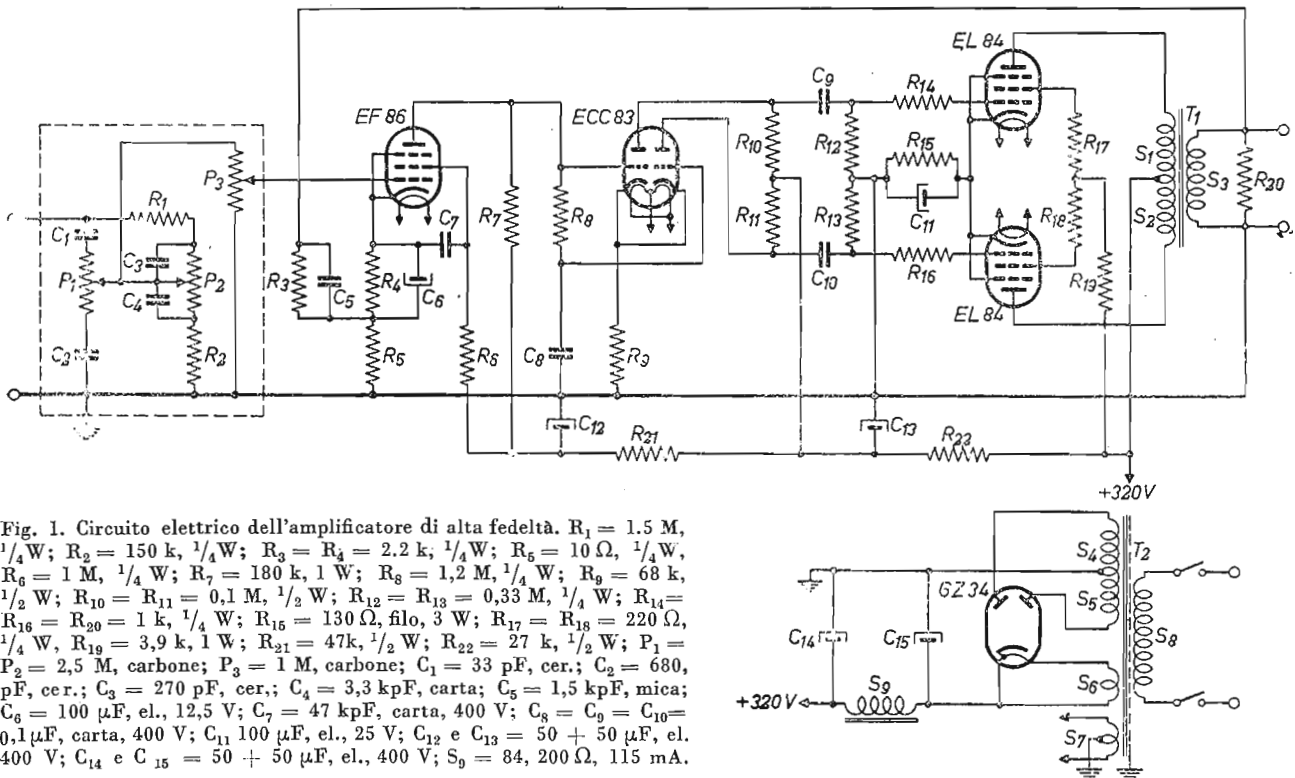 EF 86
ECC 83
EL 84
EL 84
GZ 34
C1
R1
P3
C3
P1
P2
C4
C2
R2
R3
C5
R4
C6
C7
R5
R6
R7
R8
C8
R9
C9
R10
R11
R12
R13
C10
R14
R15
C11
R16
R17
R18
R19
T1
S1
S2
S3
R20
C12
R21
C13
R22
+320V
S4
S5
T2
S8
S6
S7
C14
C15
S9
+320V
Fig. 1. Circuito elettrico dell'amplificatore di alta fedeltà. R1 = 1.5 M,
1/4 W; R2 = 150 k, 1/4W; R3 = R4 = 2.2 k, 1/4W; R5 = 10 Ω, 1/4W,
R6 = 1 M, 1/4 W; R7 = 180 k, 1 W; R8 = 1,2 M, 1/4 W; R9 = 68 k,
1/2 W; R10 = R11 = 0,1 M, 1/2 W; R12 = R13 = 0,33 M, 1/4 W; R14=
R16 = R20 = 1 k, 1/4 W; R15 = 130 Ω, filo, 3 W; R17 = R18 = 220 Ω,
1/4 W, R19 = 3,9 k, 1 W; R21 = 47k, 1/2 W; R22 = 27 k, 1/2 W; P1 =
P2 = 2,5 M, carbone; P3 = 1 M, carbone; C1 = 33 pF, cer.; C2 = 680,
pF, cer.; C3 = 270 pF, cer.; C4 = 3,3 kpF, carta; C5 = 1,5 kpF, mica;
C6 = 100 μF, el., 12,5 V; C7 = 47 kpF, carta, 400 V; C8 = C9 = C10=
0,1μF, carta, 400 V; C11 100 μF, el., 25 V; C12 e C13 = 50 + 50 μF, el.
400 V; C14 e C 15 = 50 + 50 μF, el., 400 V; S9 = 84, 200 Ω, 115 mA.